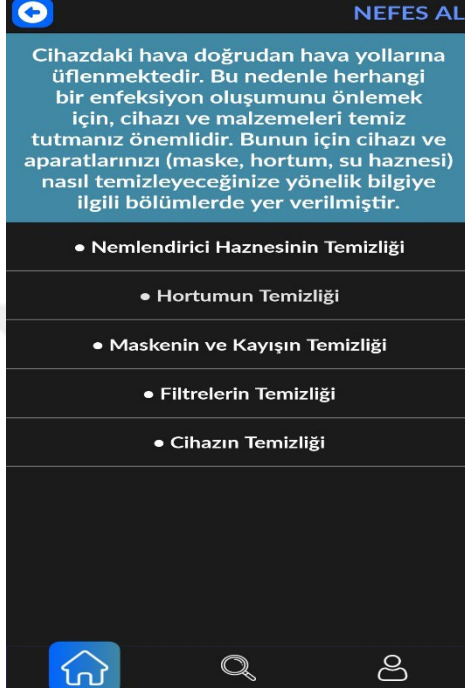 NEFES AL
Cihazdaki hava doğrudan hava yollarına
üflenmektedir. Bu nedenle herhangi
bir enfeksiyon oluşumunu önlemek
için, cihazı ve malzemeleri temiz
tutmanız önemlidir. Bunun için cihazı ve
aparatlarınızı (maske, hortum, su haznesi)
nasıl temizleyeceğinize yönelik bilgiye
ilgili bölümlerde yer verilmiştir.
• Nemlendirici Haznesinin Temizliği
• Hortumun Temizliği
• Maskenin ve Kayışın Temizliği
• Filtrelerin Temizliği
• Cihazın Temizliği